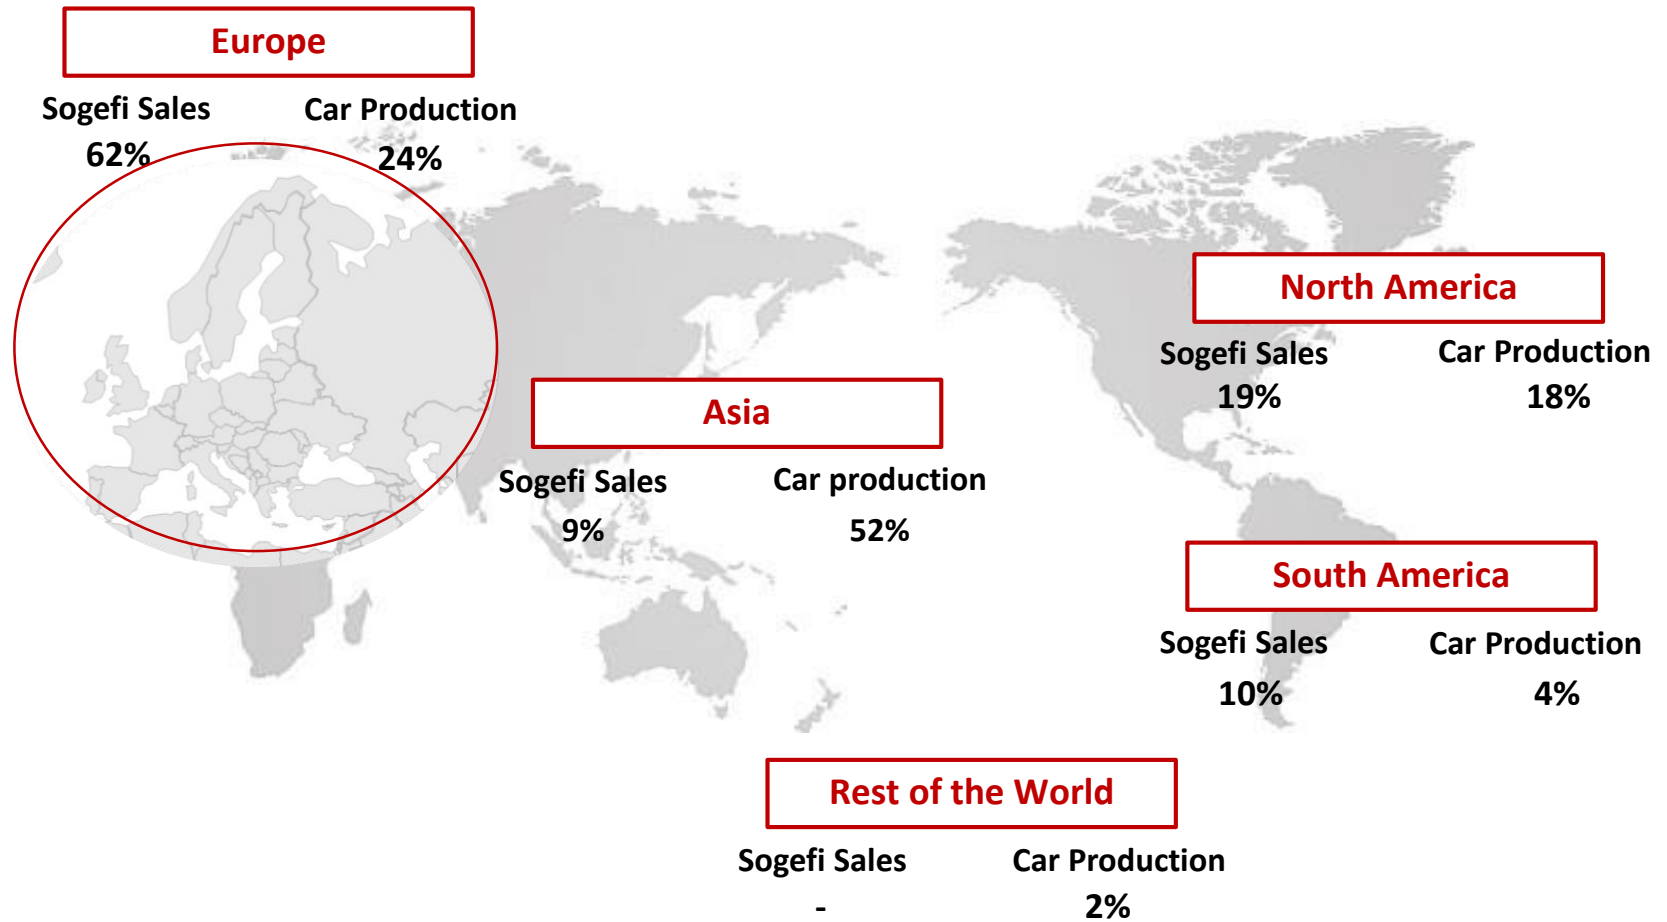 Europe
Sogefi Sales Car Production
62% 24%
North America
Sogefi Sales Car Production
19% 18%
Asia
Sogefi Sales Car production
9% 52%
South America
Sogefi Sales Car Production
10% 4%
Rest of the World
Sogefi Sales Car Production
- 2%